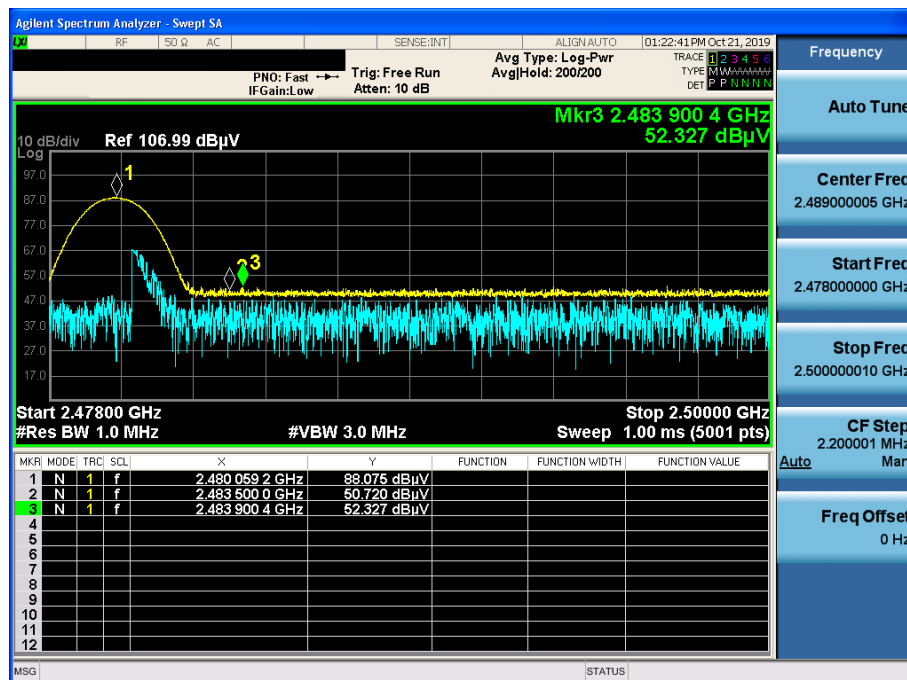 Agilent Spectrum Analyzer - Swept SA
LXI RF 50 Ω AC SENSE:INT ALIGN AUTO 01:22:41 PM Oct 21, 2019
PNO: Fast
IFGain:Low
Trig: Free Run
Atten: 10 dB
Avg Type: Log-Pwr
Avg|Hold: 200/200
TRACE 1 2 3 4 5 6
TYPE M W
DET P P N N N N
Mkr3 2.483 900 4 GHz
52.327 dBµV
10 dB/div Ref 106.99 dBµV
Log
97.0
87.0
77.0
67.0
57.0
47.0
37.0
27.0
17.0
1
3
Start 2.47800 GHz Stop 2.50000 GHz
#Res BW 1.0 MHz #VBW 3.0 MHz Sweep 1.00 ms (5001 pts)
MKR MODE TRC SCL X Y FUNCTION FUNCTION WIDTH FUNCTION VALUE
1 N 1 f 2.480 059 2 GHz 88.075 dBµV
2 N 1 f 2.483 500 0 GHz 50.720 dBµV
3 N 1 f 2.483 900 4 GHz 52.327 dBµV
4
5
6
7
8
9
10
11
12
MSG STATUS
Frequency
Auto Tune
Center Freq
2.489000005 GHz
Start Freq
2.478000000 GHz
Stop Freq
2.500000010 GHz
CF Step
2.200001 MHz
Auto Man
Freq Offset
0 Hz